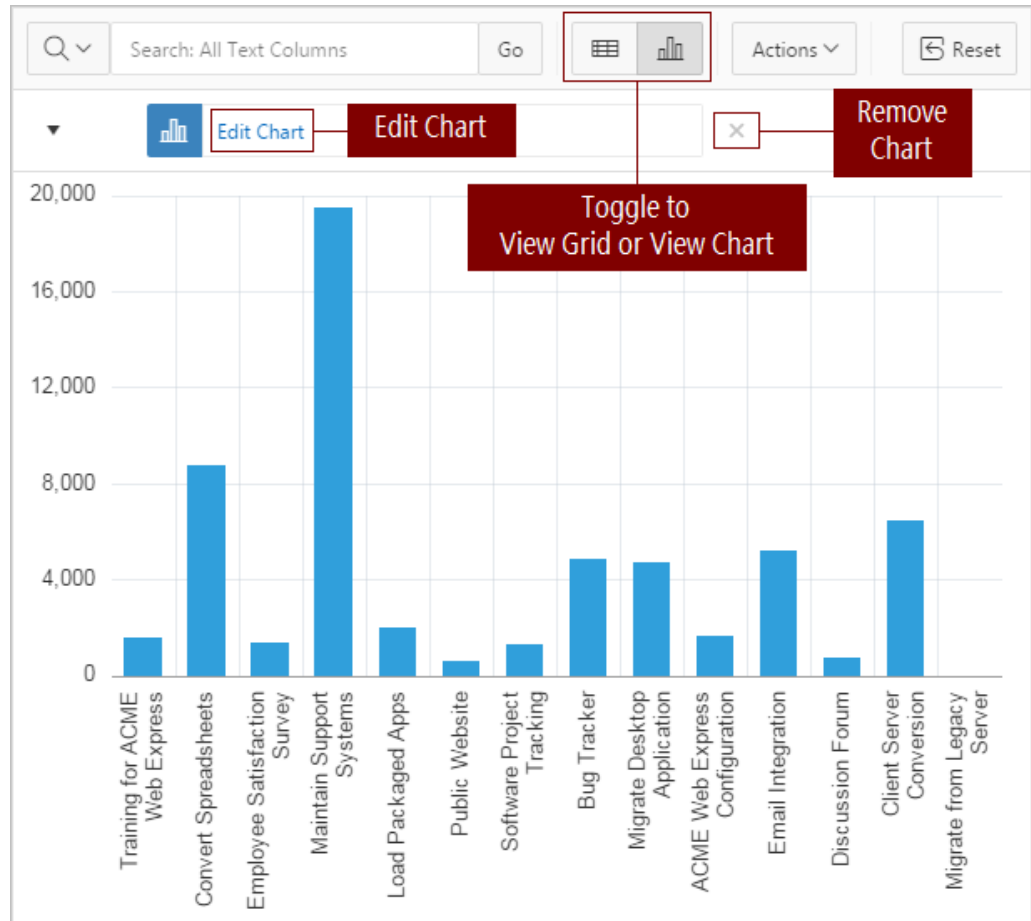 Search: All Text Columns
Go
Actions
Reset
Edit Chart
Edit Chart
Remove
Chart
Toggle to
View Grid or View Chart
20,000
16,000
12,000
8,000
4,000
0
Training for ACME
Web Express
Convert Spreadsheets
Employee Satisfaction
Survey
Maintain Support
Systems
Load Packaged Apps
Public Website
Software Project
Tracking
Bug Tracker
Migrate Desktop
Application
ACME Web Express
Configuration
Email Integration
Discussion Forum
Client Server
Conversion
Migrate from Legacy
Server